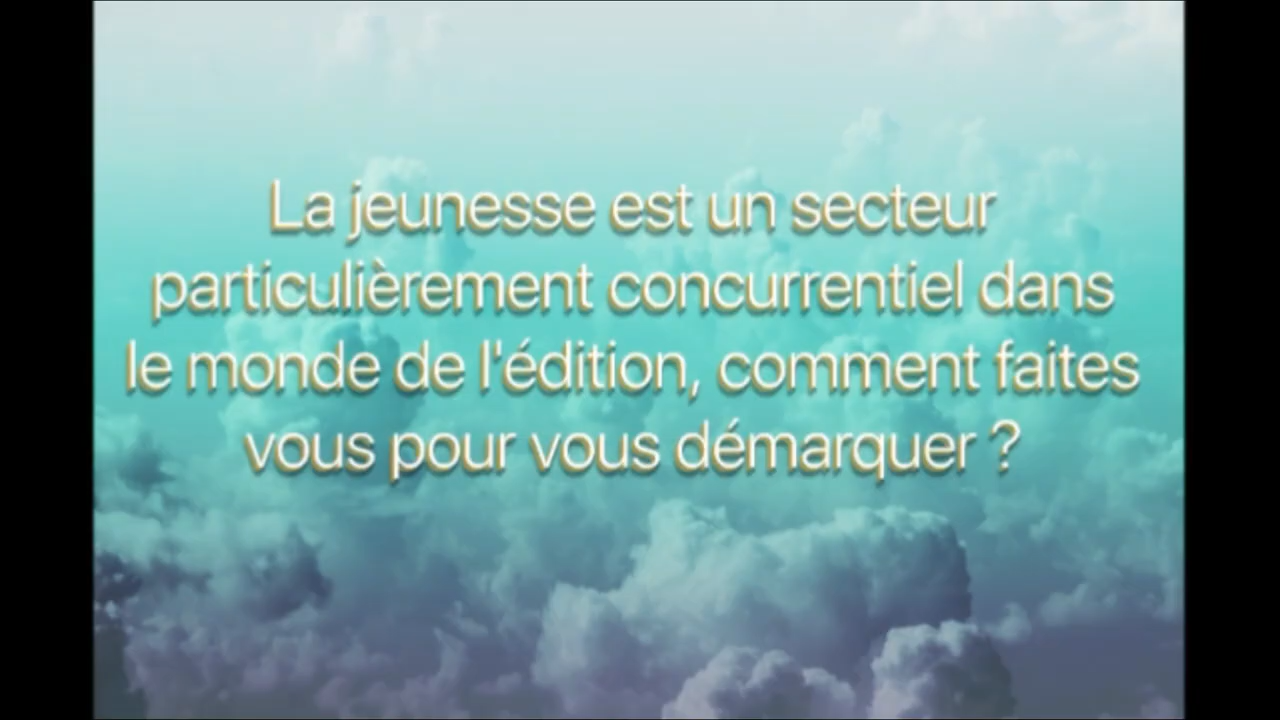 La jeunesse est un secteur
particulièrement concurrentiel dans
le monde de l'édition, comment faites
vous pour vous démarquer ?